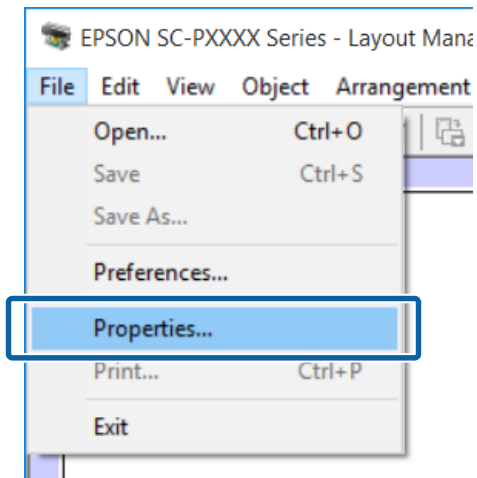 EPSON SC-PXXXX Series - Layout Mana
File Edit View Object Arrangement
Open... Ctrl+O
Save Ctrl+S
Save As...
Preferences...
Properties...
Print... Ctrl+P
Exit